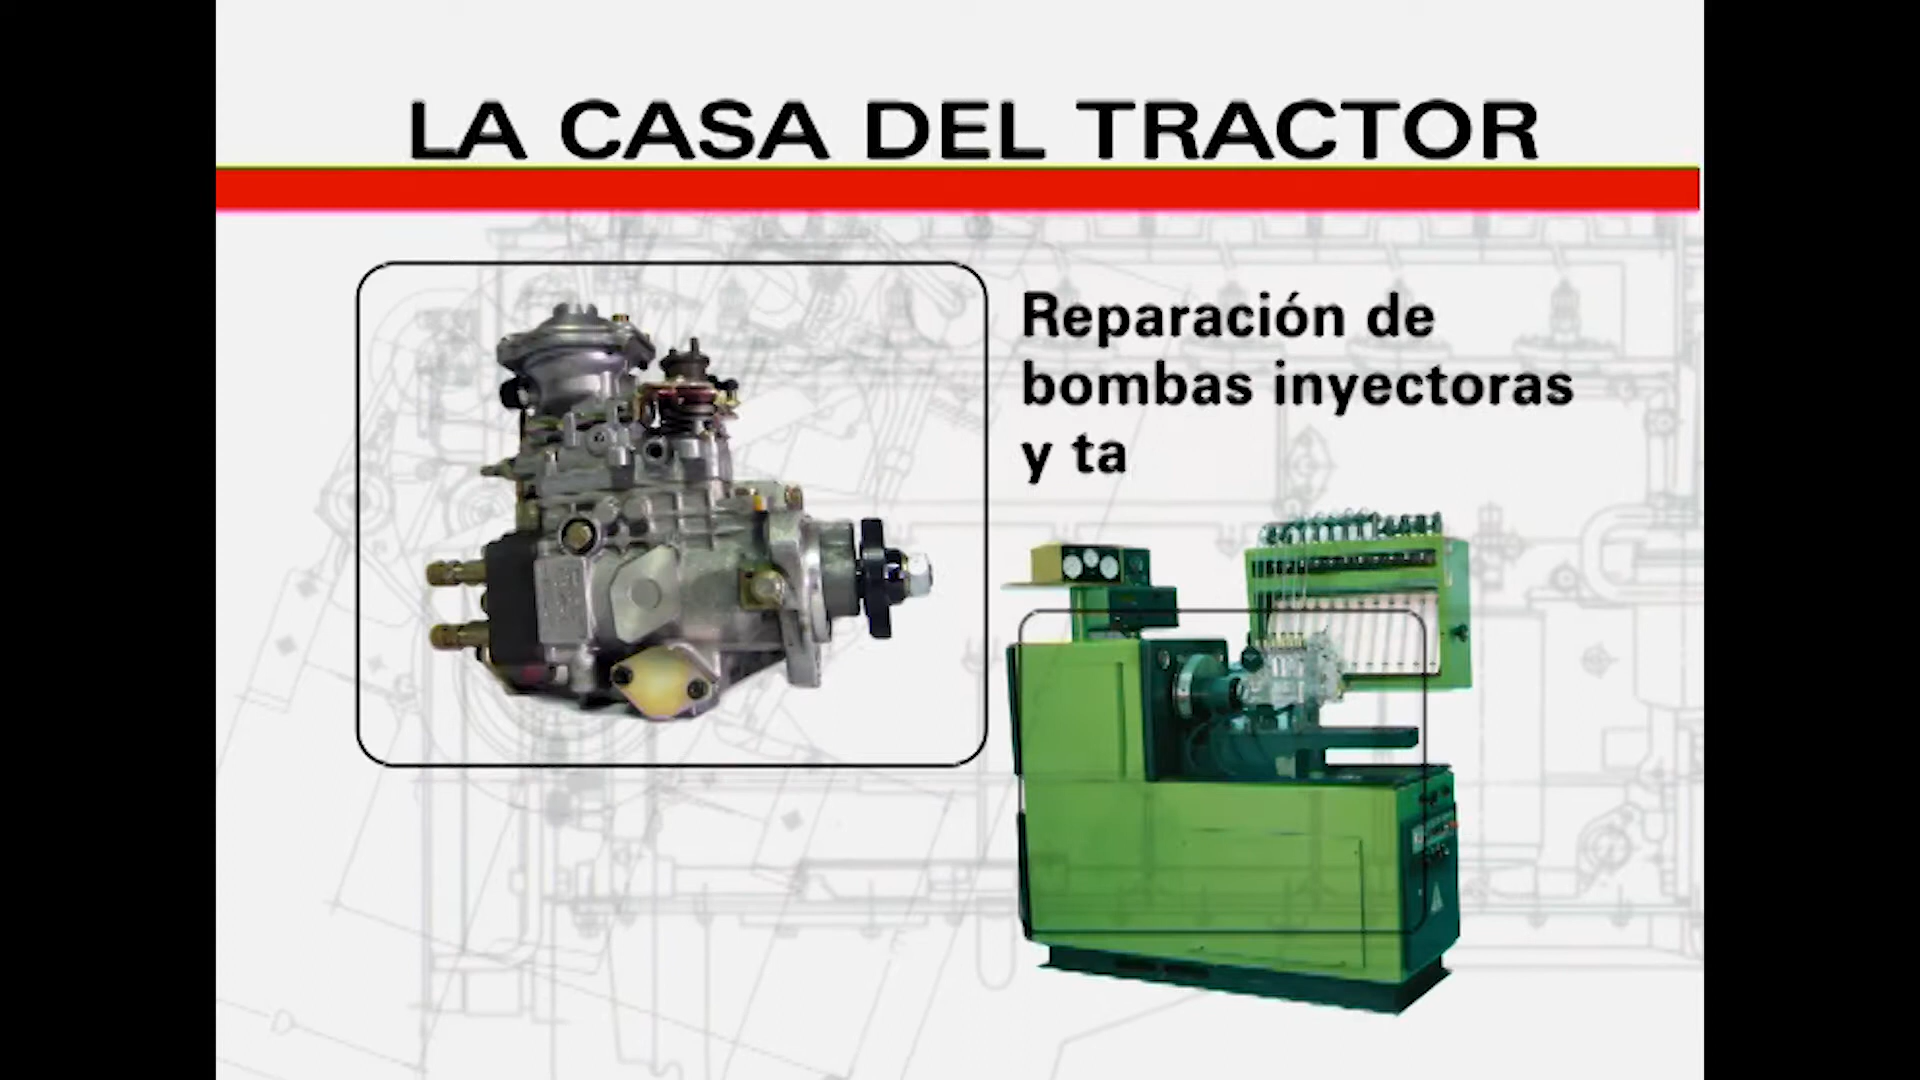 LA CASA DEL TRACTOR
Reparación de
bombas inyectoras
y ta